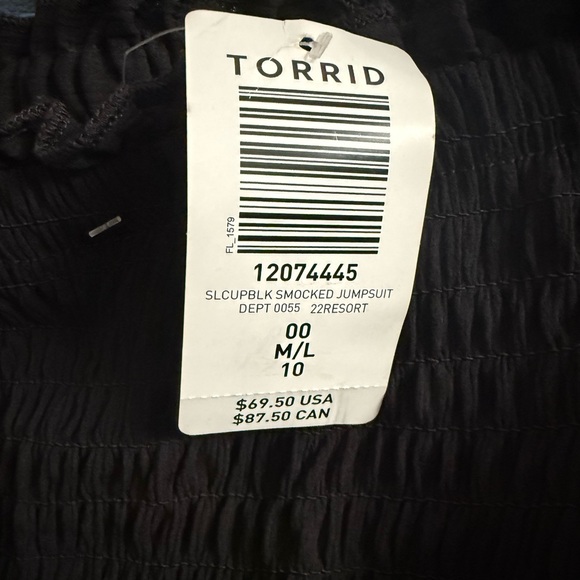 TORRID
FL_1579
12074445
SLCUPBLK SMOCKED JUMPSUIT
DEPT 0055 22RESORT
00
M/L
10
$69.50 USA
$87.50 CAN